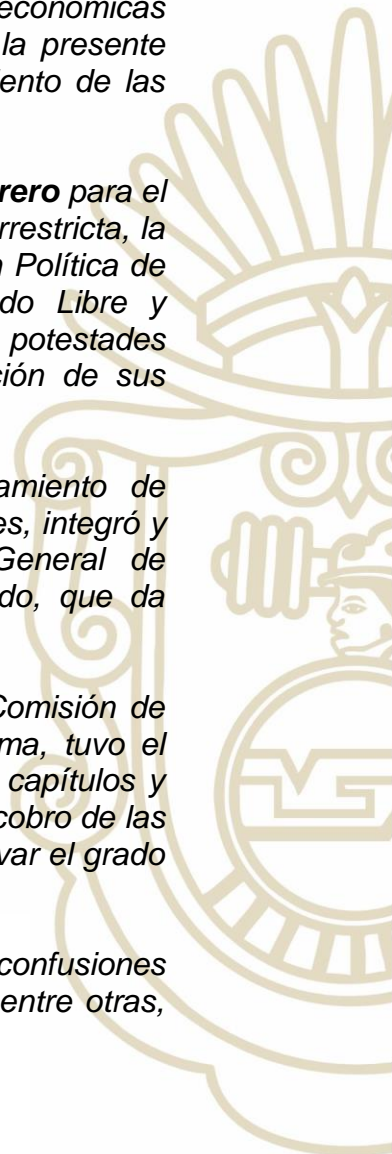 económicas
la presente
iento de las
rero para el
rrestricta, la
n Política de
do Libre y
potestades
ción de sus
amiento de
es, integró y
General de
do, que da
Comisión de
ma, tuvo el
capítulos y
cobro de las
var el grado
confusiones
entre otras,